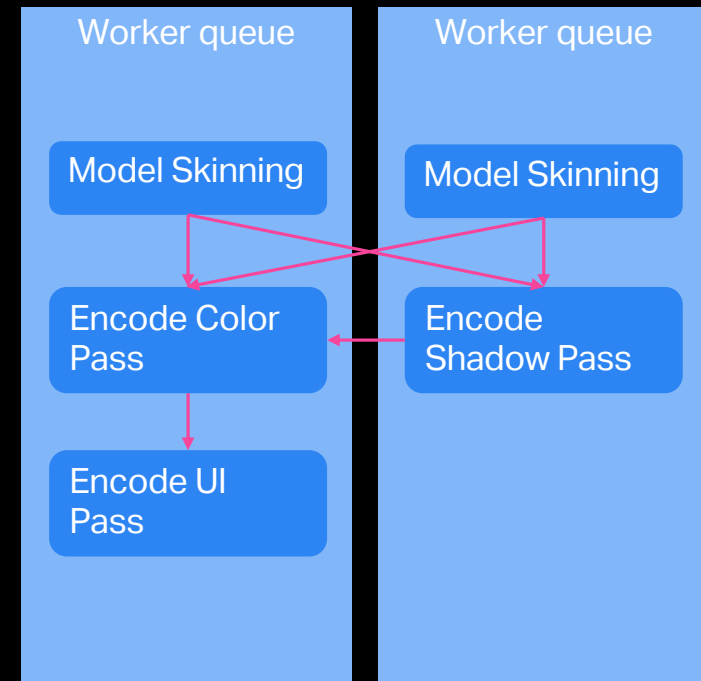 Worker queue
Model Skinning
Encode Color
Pass
Encode UI
Pass
Worker queue
Model Skinning
Encode
Shadow Pass